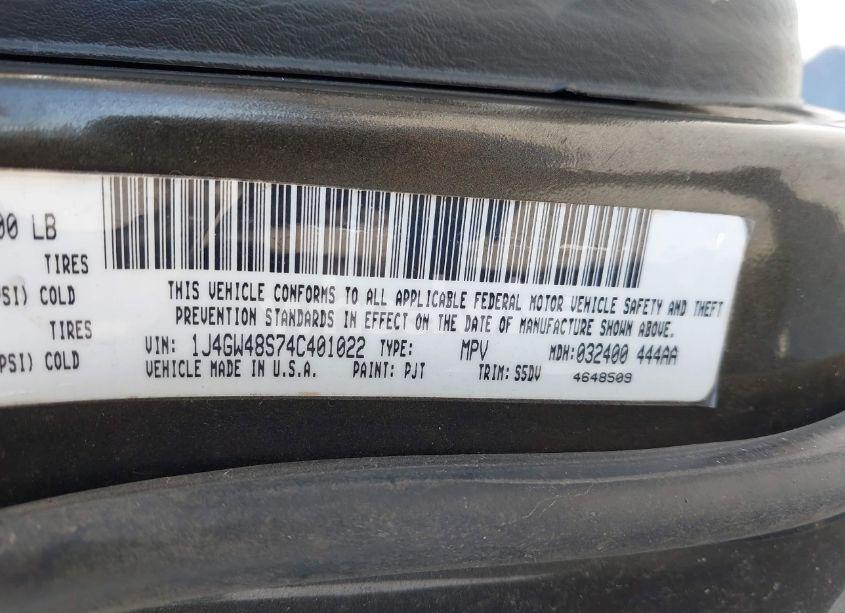 00 LB
TIRES
PSI) COLD
TIRES
PSI) COLD
THIS VEHICLE CONFORMS TO ALL APPLICABLE FEDERAL MOTOR VEHICLE SAFETY AND THEFT
PREVENTION STANDARDS IN EFFECT ON THE DATE OF MANUFACTURE SHOWN ABOVE.
VIN: 1J4GW48S74C401022 TYPE: MPV MDH:032400 444AA
VEHICLE MADE IN U.S.A. PAINT: PJT TRIM: S5DV 4648509